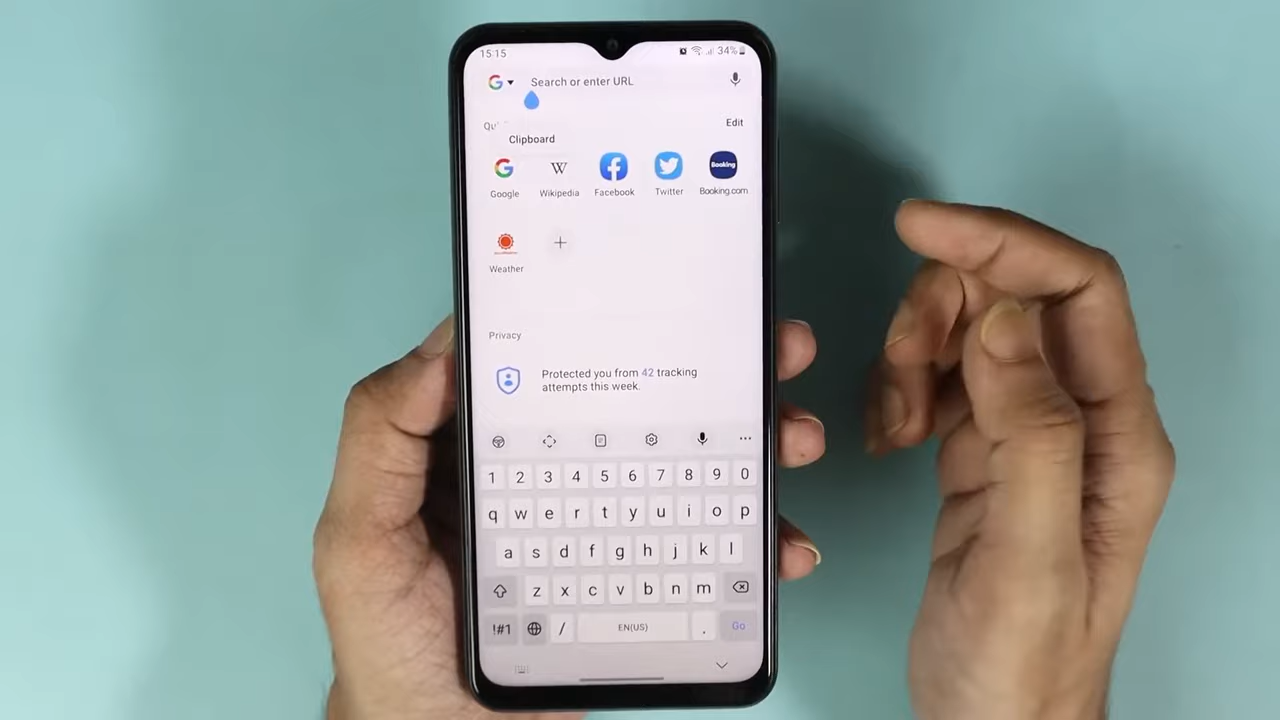 15:15 34%
Search or enter URL
Edit
Clipboard
Booking
Google Wikipedia Facebook Twitter Booking.com
Weather
Privacy
Protected you from 42 tracking
attempts this week.
1 2 3 4 5 6 7 8 9 0
q w e r t y u i o p
a s d f g h j k l
z x c v b n m
!#1 / EN(US) . Go